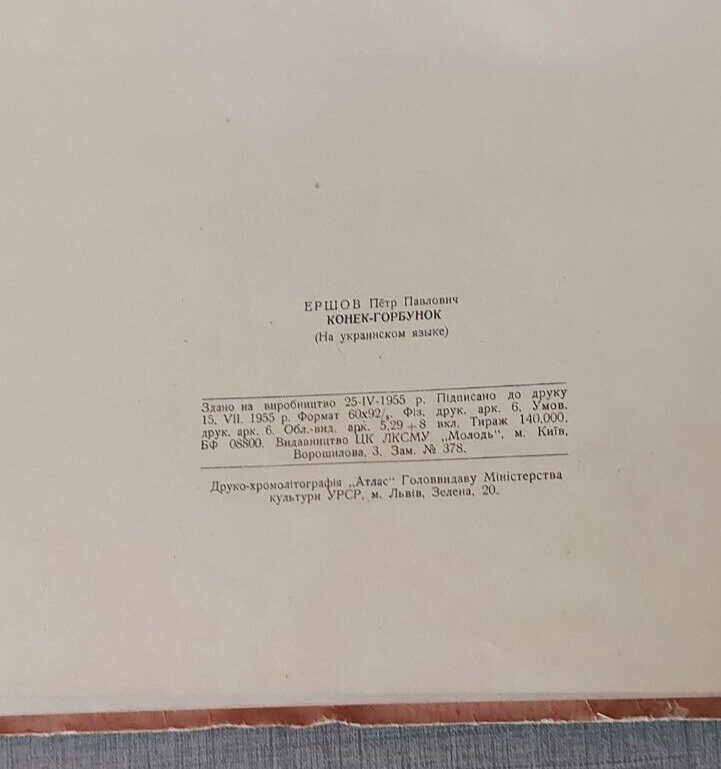 ЕРШОВ Пётр Павлович
КОНЕК-ГОРБУНОК
(На украинском языке)
Здано на виробництво 25-IV-1955 р. Підписано до друку
15. VII. 1955 р. Формат 60х92/₈. Фіз. друк. арк. 6. Умов.
друк. арк. 6. Обл.-вид. арк. 5,29+8 вкл. Тираж 140.000.
БФ 08800. Видавництво ЦК ЛКСМУ „Молодь“, м. Київ,
Ворошилова, 3. Зам. № 378.
Друко-хромолітографія „Атлас“ Головвидаву Міністерства
культури УРСР, м. Львів, Зелена, 20.